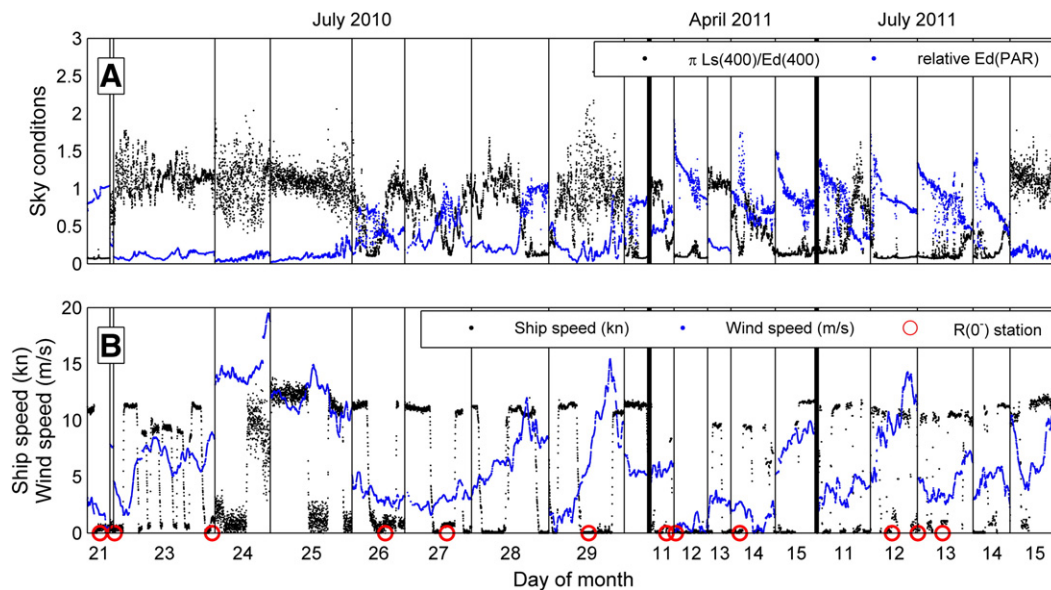 July 2010 April 2011 July 2011
A
π Ls(400)/Ed(400) relative Ed(PAR)
Sky conditons
3
2.5
2
1.5
1
0.5
0
B
Ship speed (kn) Wind speed (m/s) R(0⁻) station
Ship speed (kn)
Wind speed (m/s)
20
15
10
5
0
21 23 24 25 26 27 28 29 11 12 13 14 15 11 12 13 14 15
Day of month